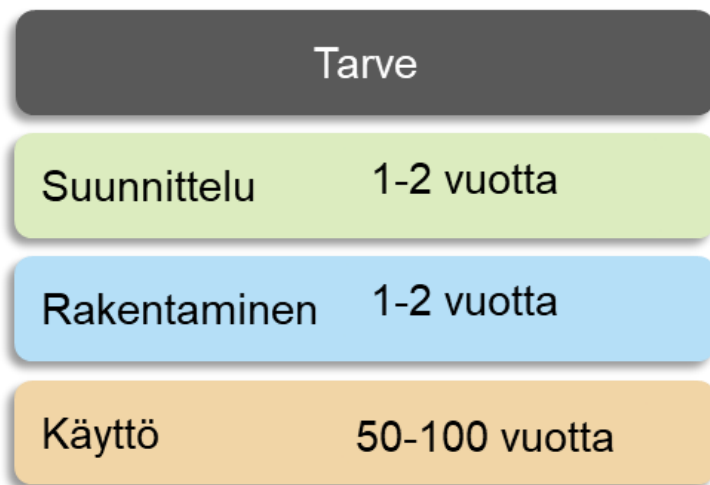 Tarve
Suunnittelu 1-2 vuotta
Rakentaminen 1-2 vuotta
Käyttö 50-100 vuotta